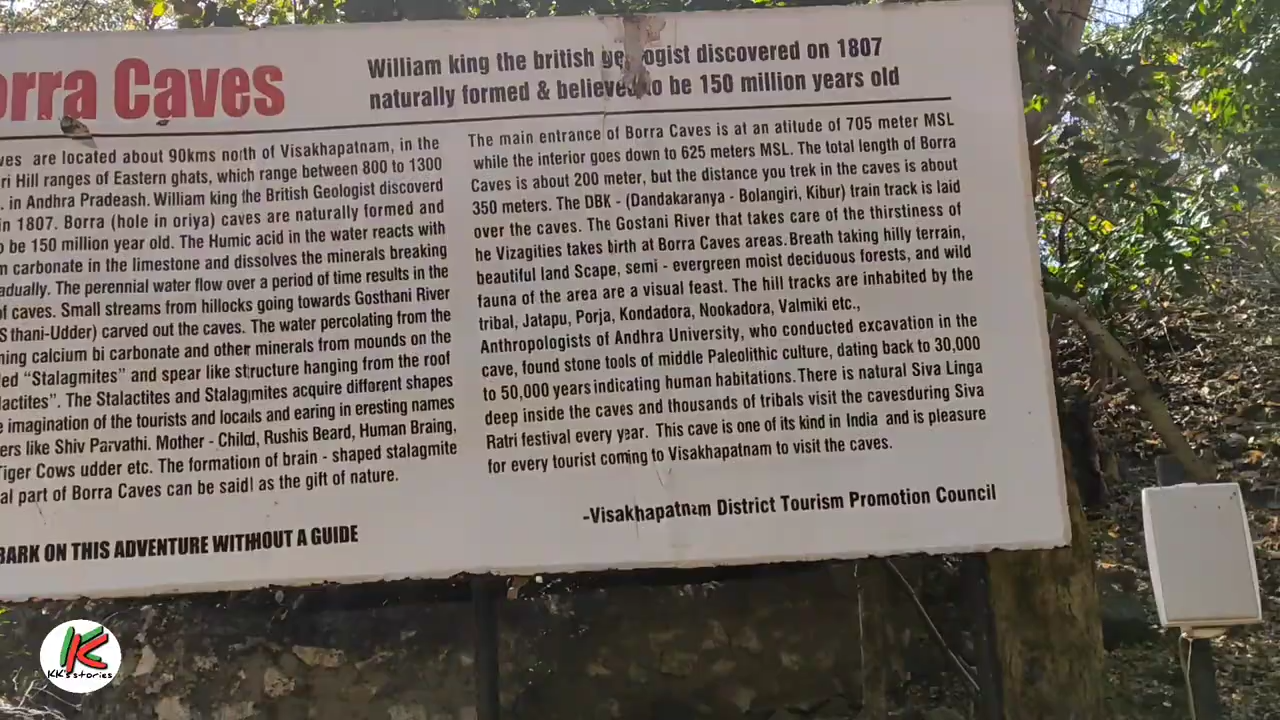 orra Caves
William king the british geologist discovered on 1807
naturally formed & believed to be 150 million years old
ves are located about 90kms north of Visakhapatnam, in the
ri Hill ranges of Eastern ghats, which range between 800 to 1300
. in Andhra Pradeash. William king the British Geologist discoverd
in 1807. Borra (hole in oriya) caves are naturally formed and
o be 150 million year old. The Humic acid in the water reacts with
m carbonate in the limestone and dissolves the minerals breaking
adually. The perennial water flow over a period of time results in the
of caves. Small streams from hillocks going towards Gosthani River
S thani-Udder) carved out the caves. The water percolating from the
ning calcium bi carbonate and other minerals from mounds on the
led "Stalagmites" and spear like structure hanging from the roof
lactites". The Stalactites and Stalagmites acquire different shapes
e imagination of the tourists and locails and earing in eresting names
ers like Shiv Parvathi. Mother - Child, Rushis Beard, Human Braing,
Tiger Cows udder etc. The formation of brain - shaped stalagmite
al part of Borra Caves can be said as the gift of nature.
BARK ON THIS ADVENTURE WITHOUT A GUIDE
The main entrance of Borra Caves is at an atitude of 705 meter MSL
while the interior goes down to 625 meters MSL. The total length of Borra
Caves is about 200 meter, but the distance you trek in the caves is about
350 meters. The DBK - (Dandakaranya - Bolangiri, Kibur) train track is laid
over the caves. The Gostani River that takes care of the thirstiness of
he Vizagities takes birth at Borra Caves areas. Breath taking hilly terrain,
beautiful land Scape, semi - evergreen moist deciduous forests, and wild
fauna of the area are a visual feast. The hill tracks are inhabited by the
tribal, Jatapu, Porja, Kondadora, Nookadora, Valmiki etc.,
Anthropologists of Andhra University, who conducted excavation in the
cave, found stone tools of middle Paleolithic culture, dating back to 30,000
to 50,000 years indicating human habitations. There is natural Siva Linga
deep inside the caves and thousands of tribals visit the cavesduring Siva
Ratri festival every year. This cave is one of its kind in India and is pleasure
for every tourist coming to Visakhapatnam to visit the caves.
-Visakhapatnam District Tourism Promotion Council
KK's stories